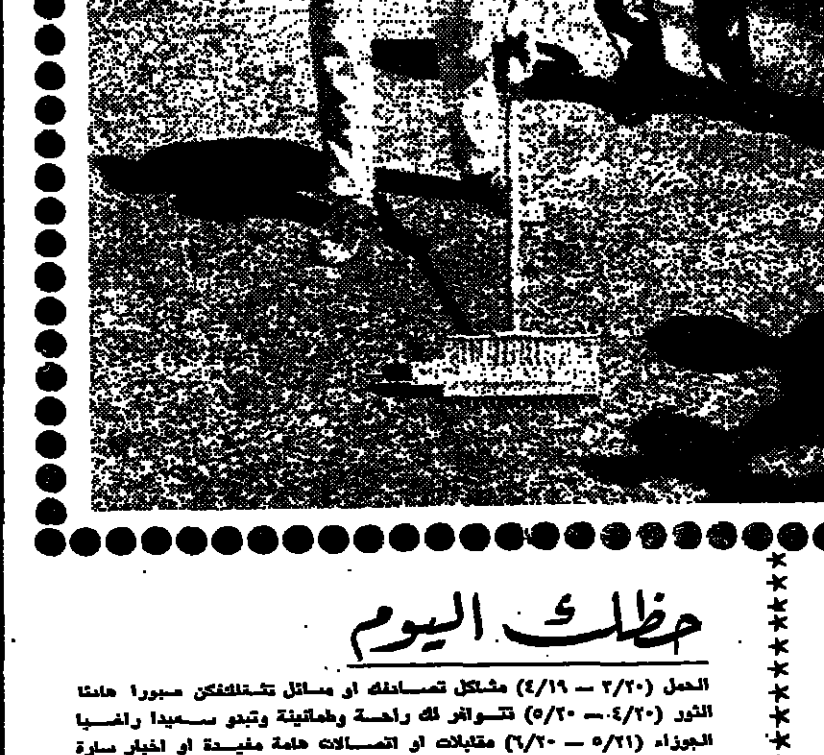 حظك اليوم
الحمل (٣/٢٠ — ٤/١٩) مشاكل تصادفك او مسائل تشغلك فكن صبورا هادئا
الثور (٤/٢٠ — ٥/٢٠) تتوافر لك راحة وطمانينة وتبدو سعيدا راضيا
الجوزاء (٥/٢١ — ٦/٢٠) مقابلات او اتصالات هامة مفيدة او اخبار سارة